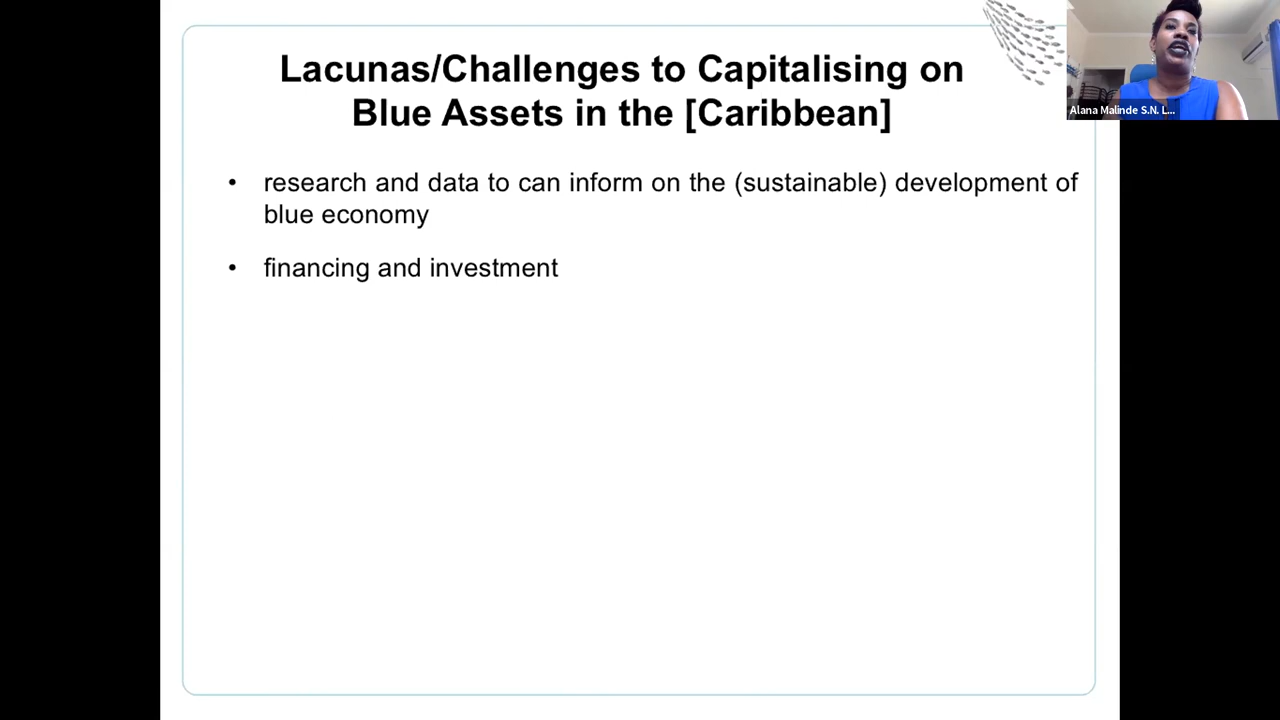 Lacunas/Challenges to Capitalising on
Blue Assets in the [Caribbean]
Alana Malinde S.N. L...
• research and data to can inform on the (sustainable) development of
blue economy
• financing and investment